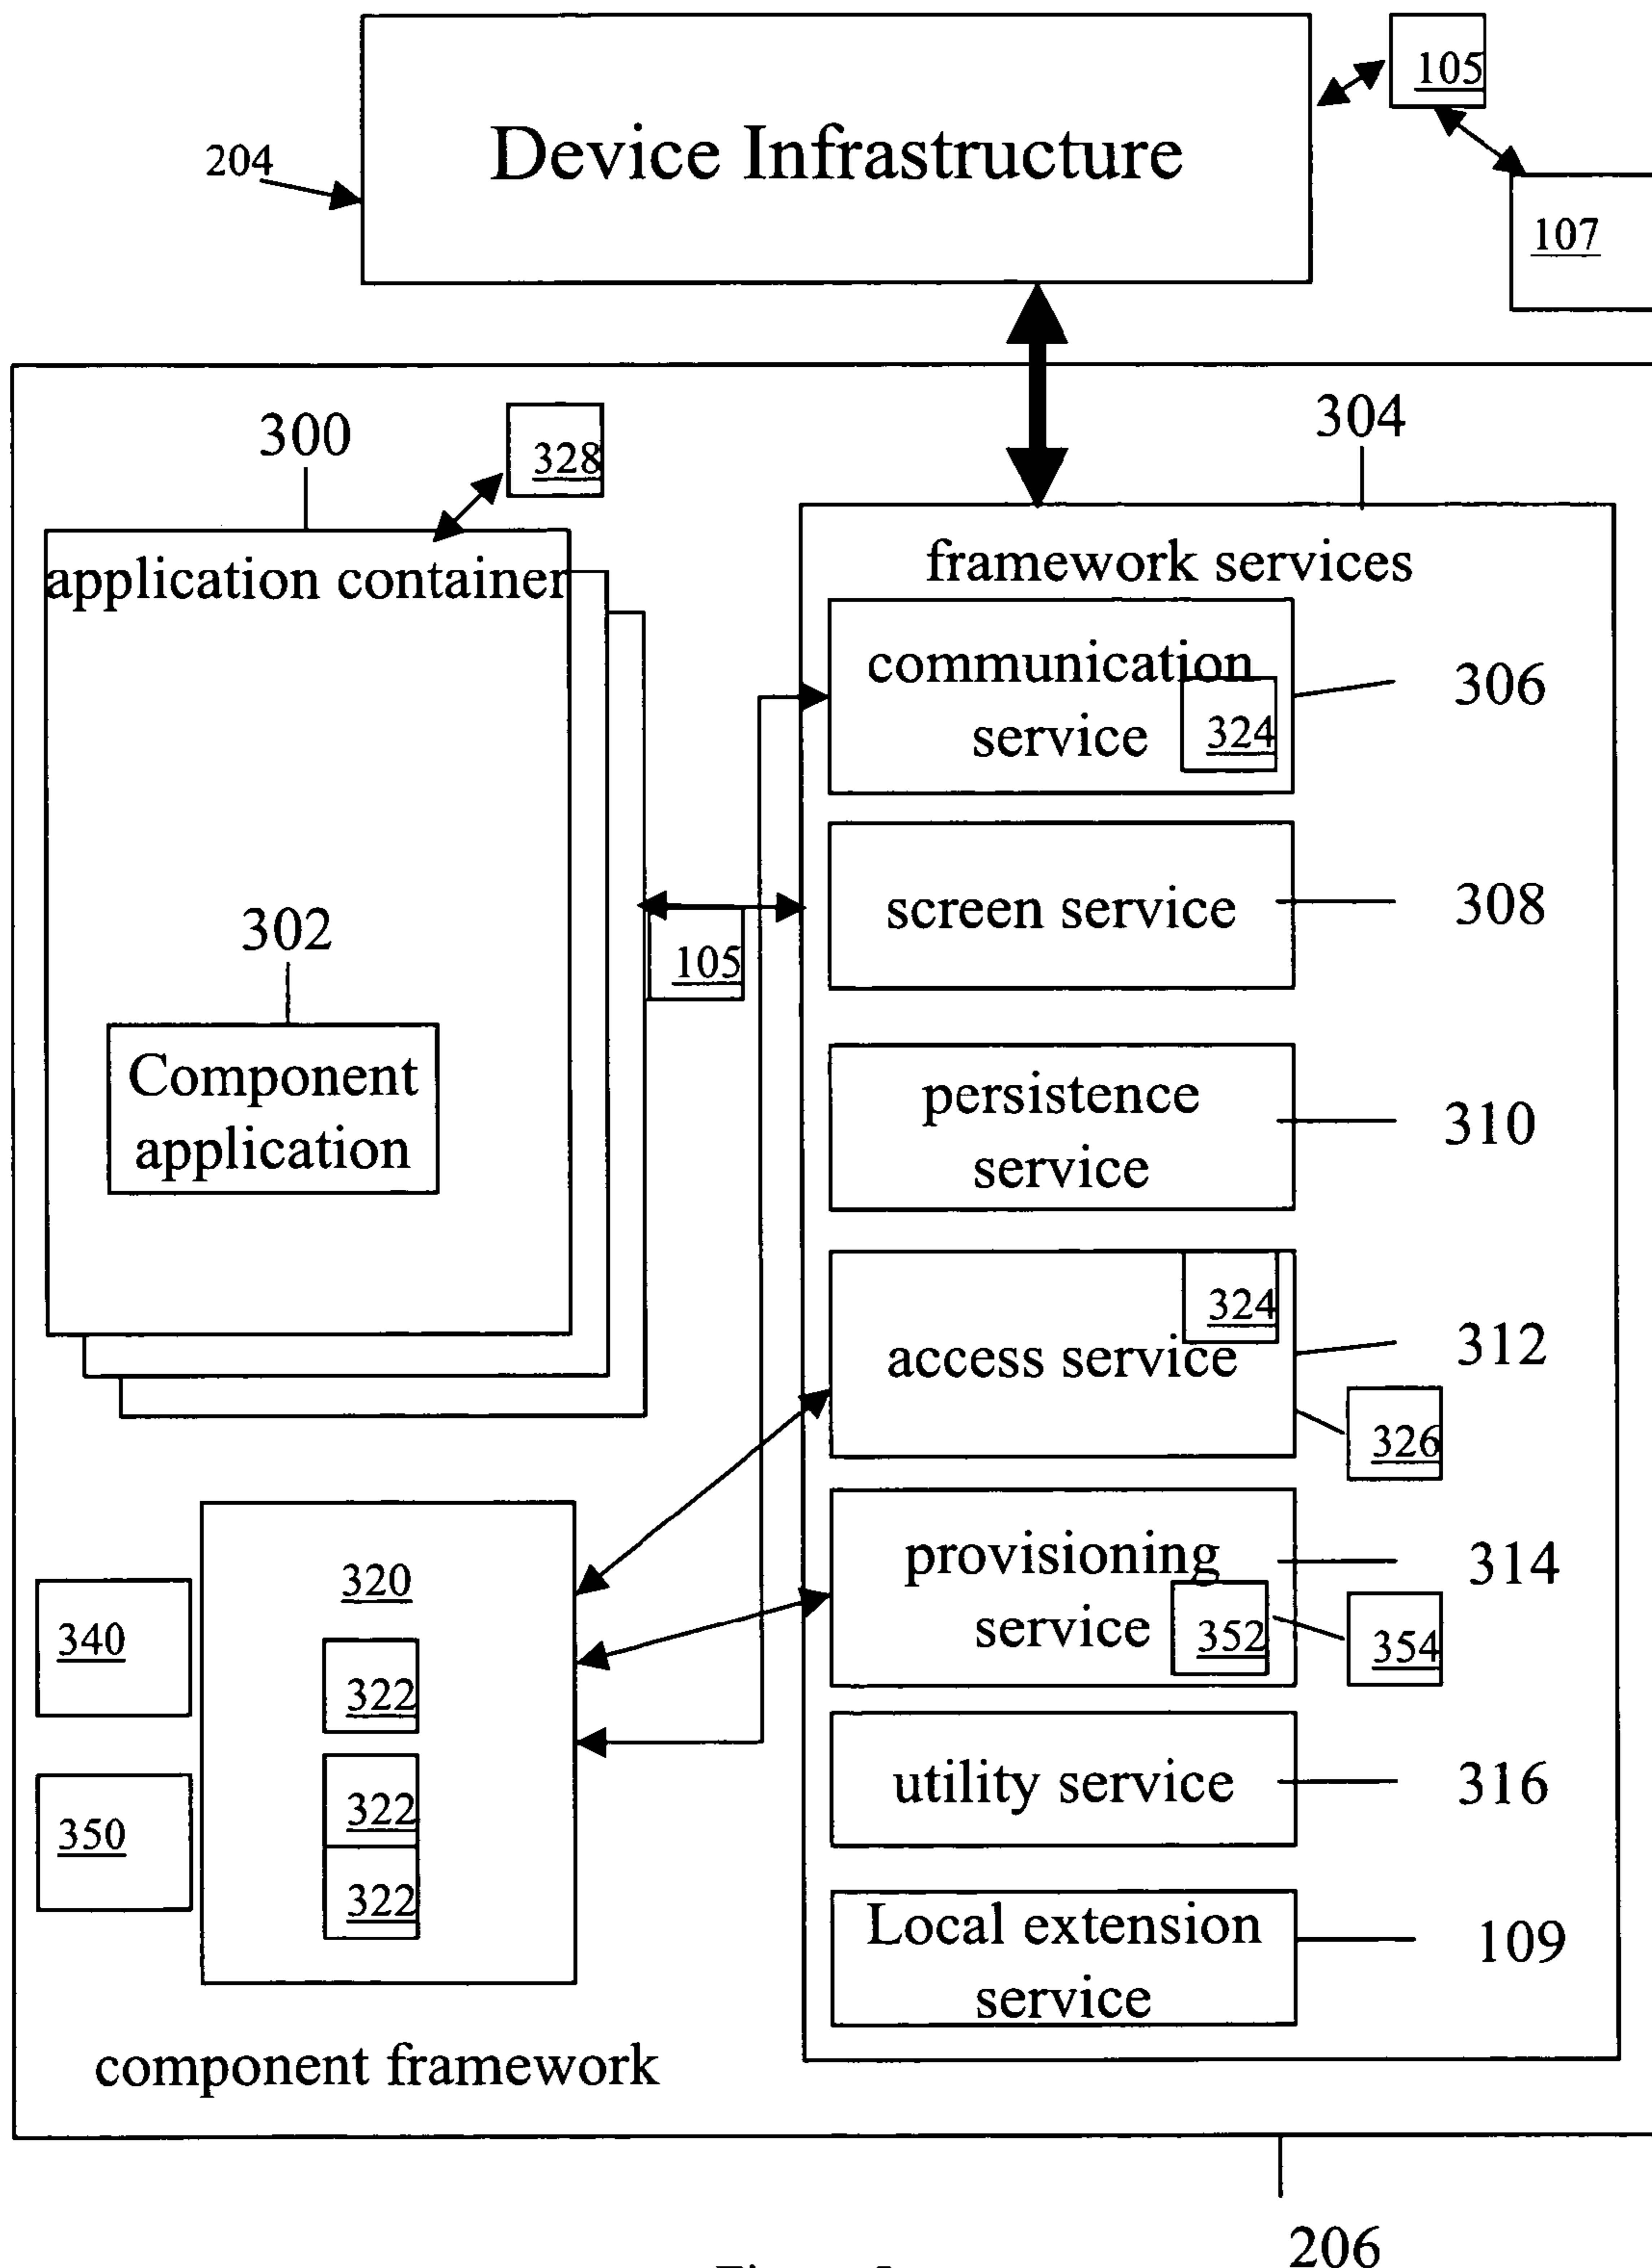 105
Device Infrastructure
204
107
300
328
304
application container
framework services
communication
service
324
306
screen service
308
302
105
Component
application
persistence
service
310
324
access service
312
326
320
provisioning
service
352
314
354
340
322
350
322
322
utility service
316
Local extension
service
109
component framework
206